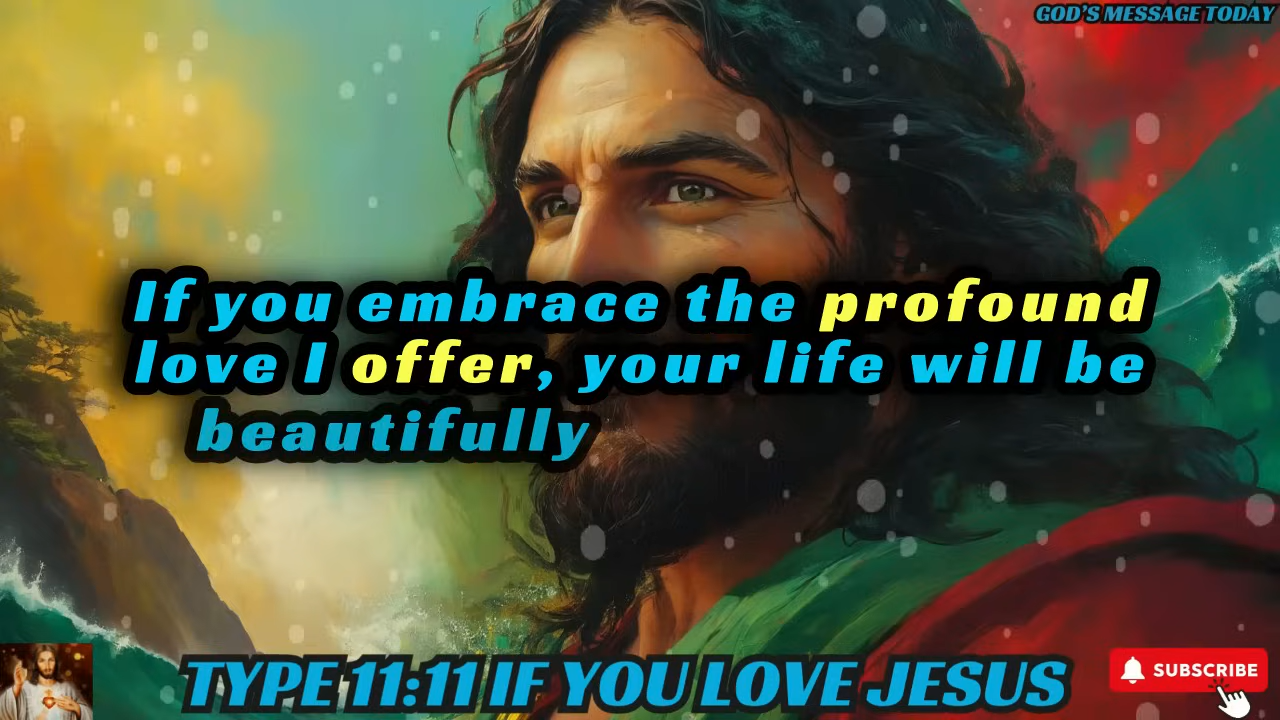 GOD'S MESSAGE TODAY
If you embrace the profound
love I offer, your life will be
beautifully
TYPE 11:11 IF YOU LOVE JESUS
SUBSCRIBE